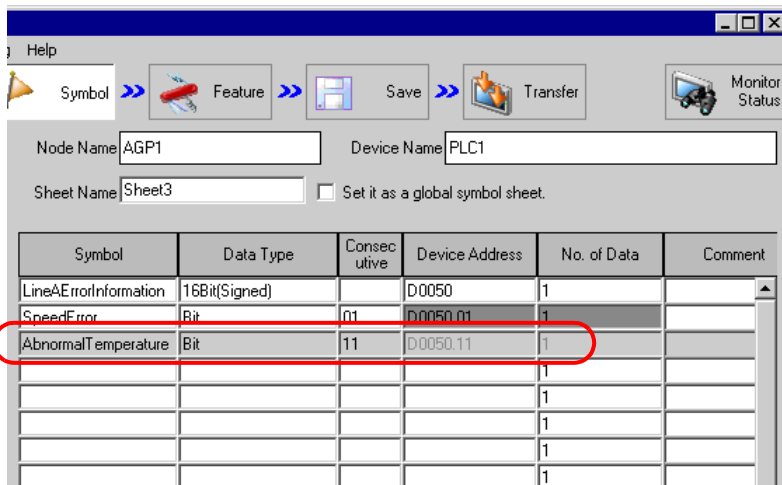 g Help
Symbol Feature Save Transfer Monitor Status
Node Name AGP1 Device Name PLC1
Sheet Name Sheet3 Set it as a global symbol sheet.
Symbol Data Type Consecutive Device Address No. of Data Comment
LineAErrorInformation 16Bit(Signed) D0050 1
SpeedError Bit 01 D0050.01 1
AbnormalTemperature Bit 11 D0050.11 1
1
1
1
1
1